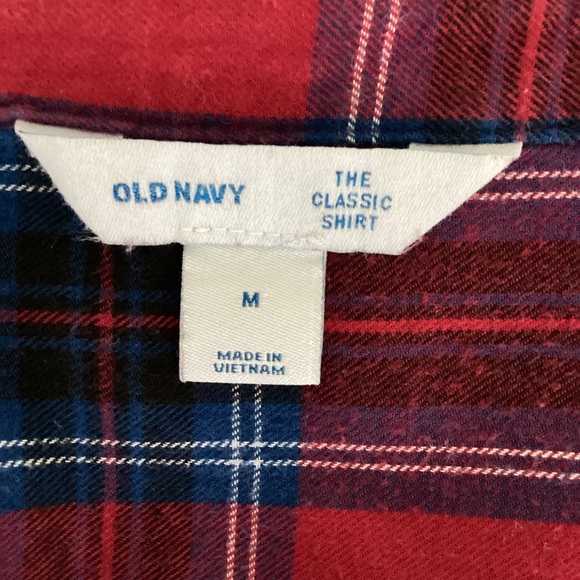 OLD NAVY
THE
CLASSIC
SHIRT
M
MADE IN
VIETNAM